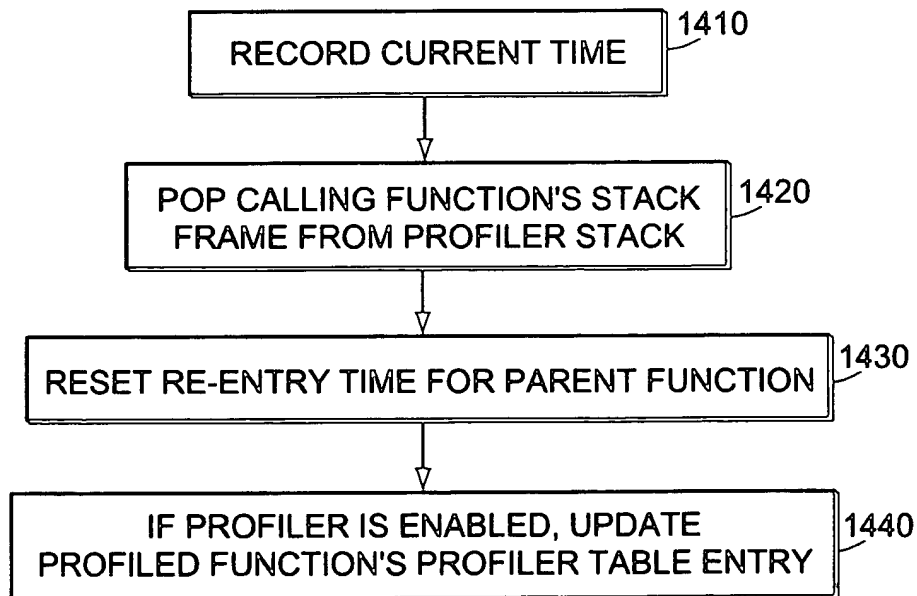 RECORD CURRENT TIME
1410
POP CALLING FUNCTION'S STACK
FRAME FROM PROFILER STACK
1420
RESET RE-ENTRY TIME FOR PARENT FUNCTION
1430
IF PROFILER IS ENABLED, UPDATE
PROFILED FUNCTION'S PROFILER TABLE ENTRY
1440